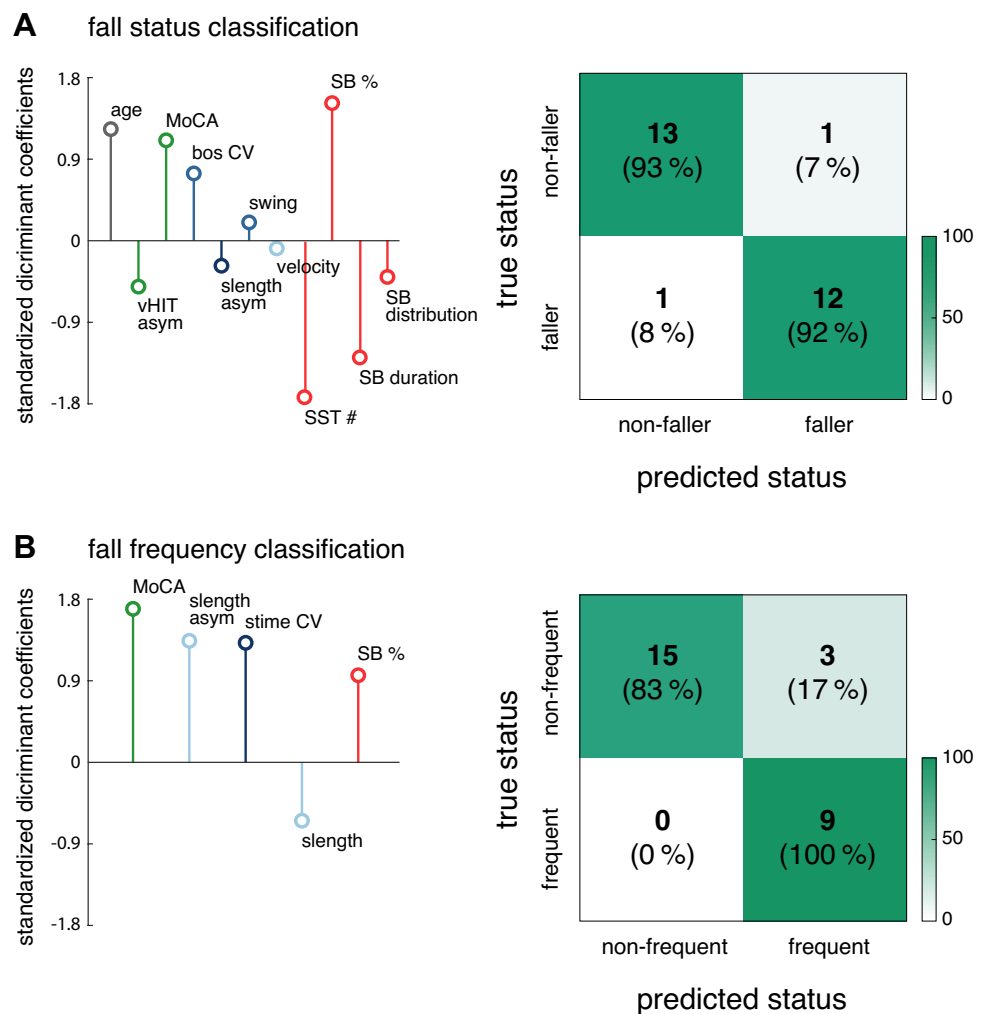 A fall status classification
standardized dicriminant coefficients
1.8
0.9
0
-0.9
-1.8
age
vHIT
asym
MoCA
bos CV
slength
asym
swing
velocity
SST #
SB %
SB duration
SB
distribution
true status
non-faller
faller
13
(93 %)
1
(7 %)
1
(8 %)
12
(92 %)
non-faller
faller
predicted status
100
50
0
B fall frequency classification
standardized dicriminant coefficients
1.8
0.9
0
-0.9
-1.8
MoCA
slength
asym
stime CV
slength
SB %
true status
non-frequent
frequent
15
(83 %)
3
(17 %)
0
(0 %)
9
(100 %)
non-frequent
frequent
predicted status
100
50
0